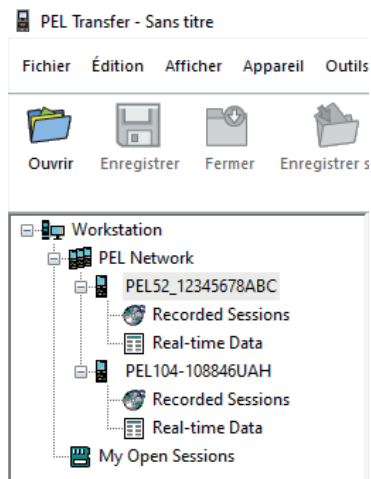 PEL Transfer - Sans titre
Fichier Édition Afficher Appareil Outils
Ouvrir Enregistrer Fermer Enregistrer s
Workstation
PEL Network
PEL52_12345678ABC
Recorded Sessions
Real-time Data
PEL104-108846UAH
Recorded Sessions
Real-time Data
My Open Sessions